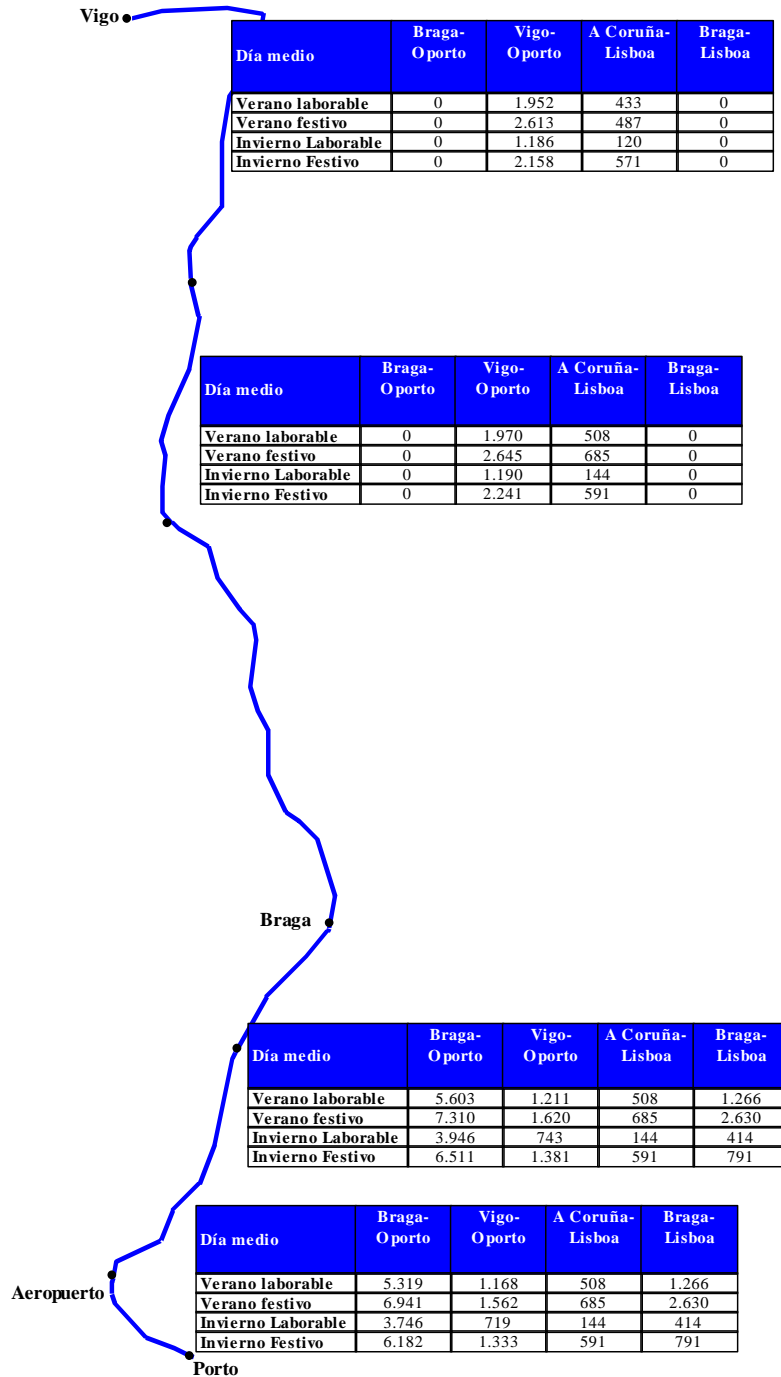 Vigo
Día medio Braga-Oporto Vigo-Oporto A Coruña-Lisboa Braga-Lisboa
Verano laborable 0 1.952 433 0
Verano festivo 0 2.613 487 0
Invierno Laborable 0 1.186 120 0
Invierno Festivo 0 2.158 571 0
Día medio Braga-Oporto Vigo-Oporto A Coruña-Lisboa Braga-Lisboa
Verano laborable 0 1.970 508 0
Verano festivo 0 2.645 685 0
Invierno Laborable 0 1.190 144 0
Invierno Festivo 0 2.241 591 0
Braga
Día medio Braga-Oporto Vigo-Oporto A Coruña-Lisboa Braga-Lisboa
Verano laborable 5.603 1.211 508 1.266
Verano festivo 7.310 1.620 685 2.630
Invierno Laborable 3.946 743 144 414
Invierno Festivo 6.511 1.381 591 791
Día medio Braga-Oporto Vigo-Oporto A Coruña-Lisboa Braga-Lisboa
Verano laborable 5.319 1.168 508 1.266
Verano festivo 6.941 1.562 685 2.630
Invierno Laborable 3.746 719 144 414
Invierno Festivo 6.182 1.333 591 791
Aeropuerto
Porto